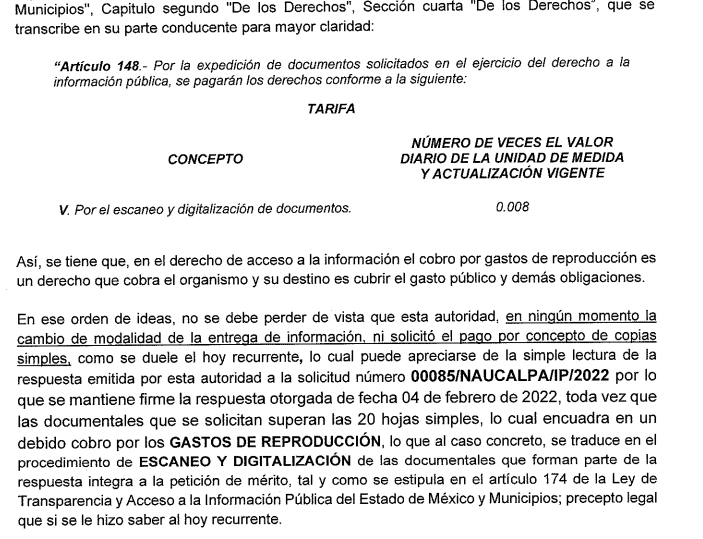 Municipios", Capitulo segundo "De los Derechos", Sección cuarta "De los Derechos", que se
transcribe en su parte conducente para mayor claridad:
"Artículo 148.- Por la expedición de documentos solicitados en el ejercicio del derecho a la
información pública, se pagarán los derechos conforme a la siguiente:
TARIFA
CONCEPTO
NÚMERO DE VECES EL VALOR
DIARIO DE LA UNIDAD DE MEDIDA
Y ACTUALIZACIÓN VIGENTE
V. Por el escaneo y digitalización de documentos.
0.008
Así, se tiene que, en el derecho de acceso a la información el cobro por gastos de reproducción es
un derecho que cobra el organismo y su destino es cubrir el gasto público y demás obligaciones.
En ese orden de ideas, no se debe perder de vista que esta autoridad, en ningún momento la
cambio de modalidad de la entrega de información, ni solicitó el pago por concepto de copias
simples, como se duele el hoy recurrente, lo cual puede apreciarse de la simple lectura de la
respuesta emitida por esta autoridad a la solicitud número 00085/NAUCALPA/IP/2022 por lo
que se mantiene firme la respuesta otorgada de fecha 04 de febrero de 2022, toda vez que
las documentales que se solicitan superan las 20 hojas simples, lo cual encuadra en un
debido cobro por los GASTOS DE REPRODUCCIÓN, lo que al caso concreto, se traduce en el
procedimiento de ESCANEO Y DIGITALIZACIÓN de las documentales que forman parte de la
respuesta integra a la petición de mérito, tal y como se estipula en el artículo 174 de la Ley de
Transparencia y Acceso a la Información Pública del Estado de México y Municipios; precepto legal
que si se le hizo saber al hoy recurrente.